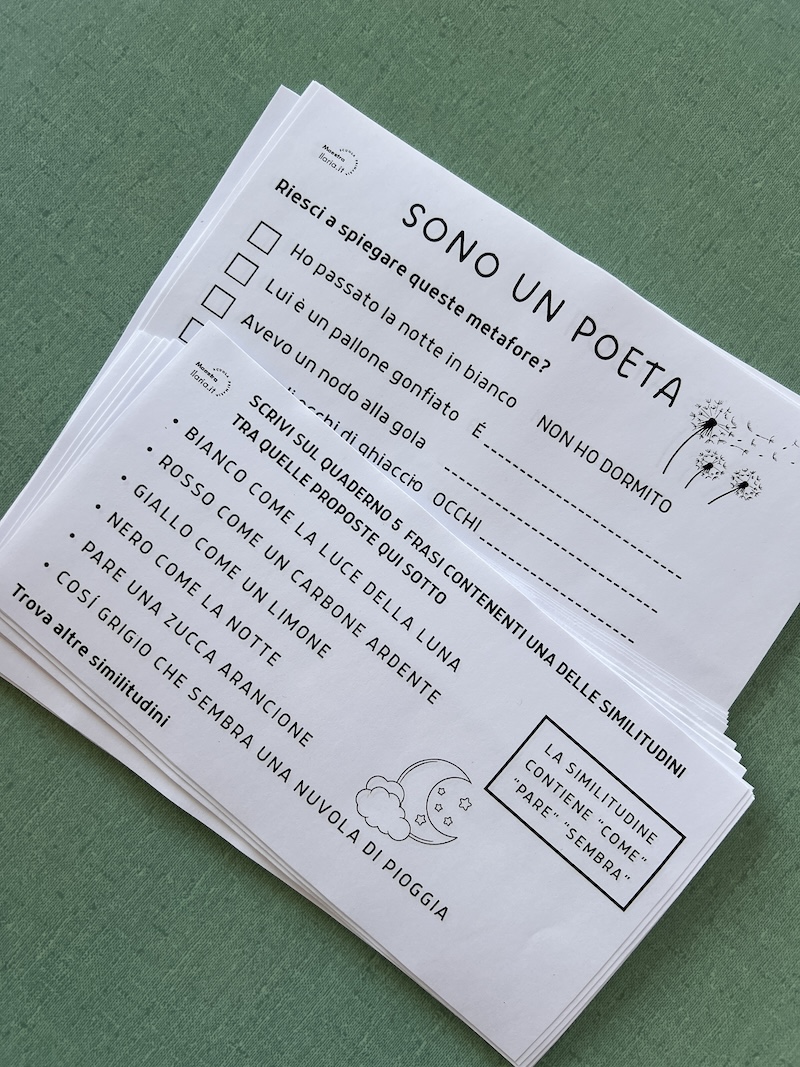 Maestra
Ilaria.it
SONO UN POETA
Riesci a spiegare queste metafore?
Ho passato la notte in bianco NON HO DORMITO
Lui è un pallone gonfiato É
Avevo un nodo alla gola
occhi di ghiaccio OCCHI
Maestra
Ilaria.it
SCRIVI SUL QUADERNO 5 FRASI CONTENENTI UNA DELLE SIMILITUDINI
TRA QUELLE PROPOSTE QUI SOTTO
• BIANCO COME LA LUCE DELLA LUNA
• ROSSO COME UN CARBONE ARDENTE
• GIALLO COME UN LIMONE
• NERO COME LA NOTTE
• PARE UNA ZUCCA ARANCIONE
• COSÍ GRIGIO CHE SEMBRA UNA NUVOLA DI PIOGGIA
Trova altre similitudini
LA SIMILITUDINE
CONTIENE "COME"
"PARE" "SEMBRA"